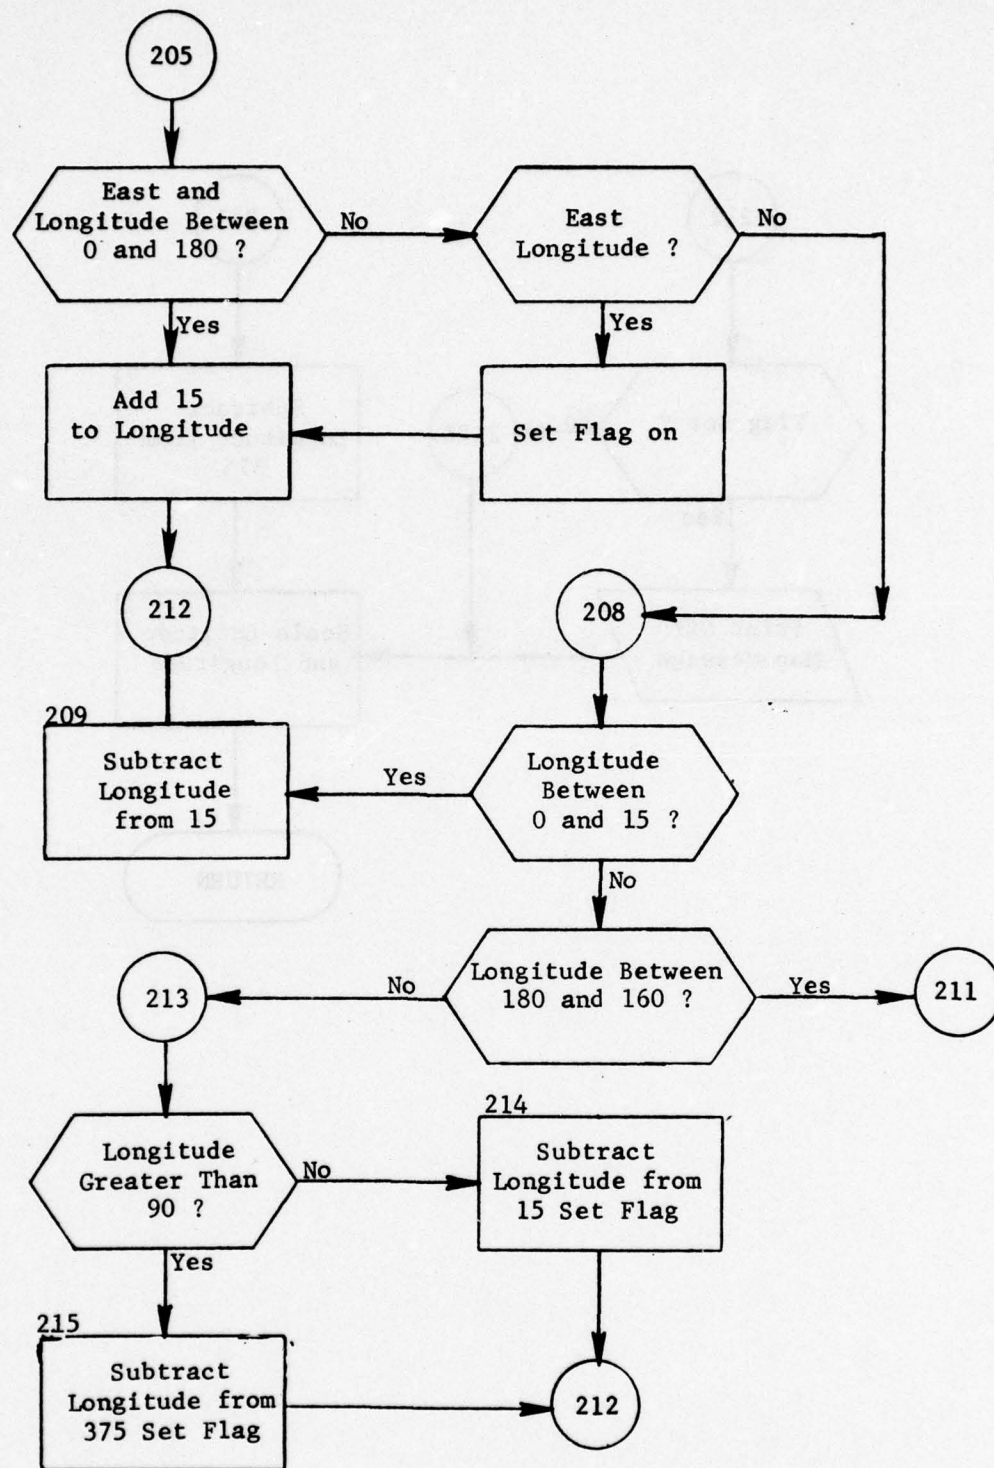 205
East and
Longitude Between
0 and 180 ?
No
East
Longitude ?
No
Yes
Yes
Add 15
to Longitude
Set Flag on
212
208
209
Subtract
Longitude
from 15
Yes
Longitude
Between
0 and 15 ?
No
213
No
Longitude Between
180 and 160 ?
Yes
211
Longitude
Greater Than
90 ?
No
214
Subtract
Longitude from
15 Set Flag
Yes
215
Subtract
Longitude from
375 Set Flag
212